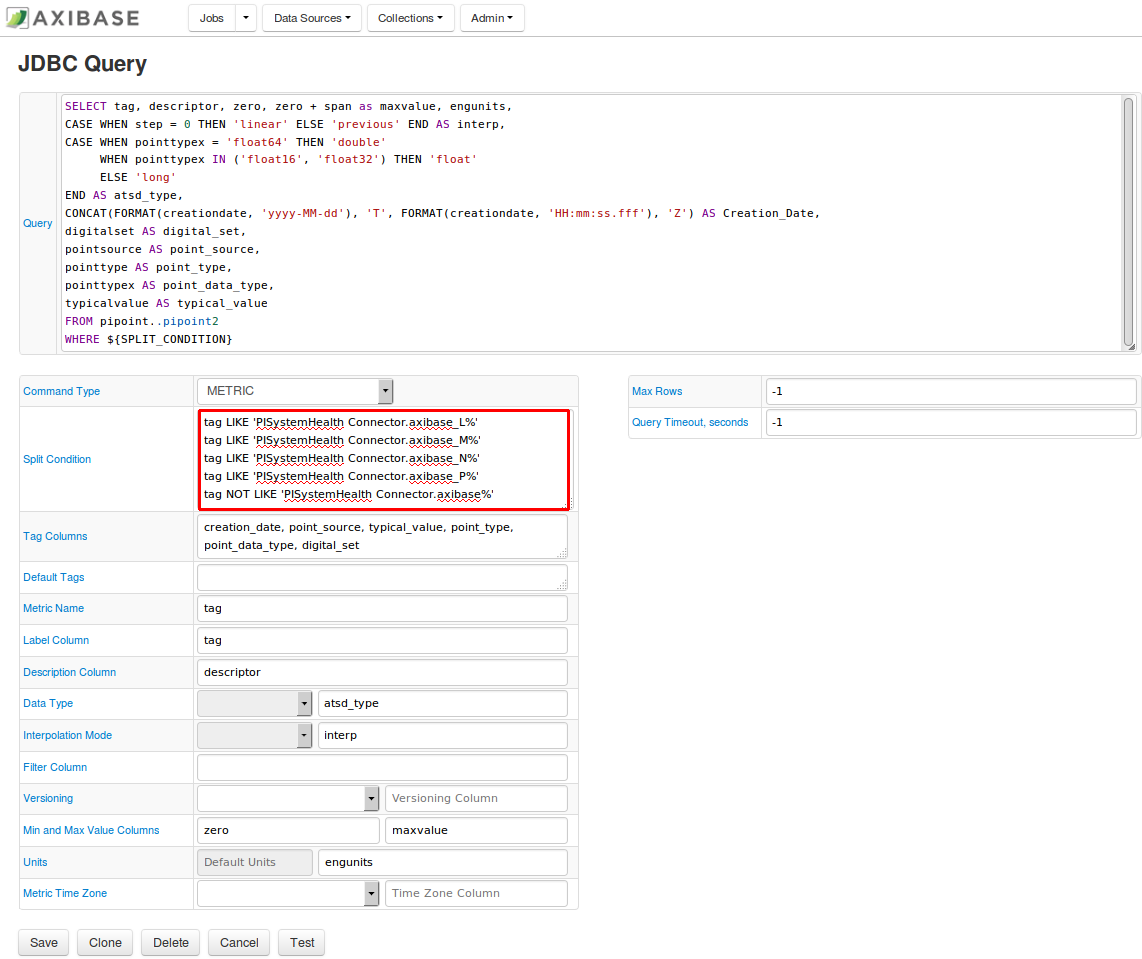 AXIBASE
Jobs Data Sources Collections Admin
JDBC Query
Query
SELECT tag, descriptor, zero, zero + span as maxvalue, engunits,
CASE WHEN step = 0 THEN 'linear' ELSE 'previous' END AS interp,
CASE WHEN pointtypex = 'float64' THEN 'double'
WHEN pointtypex IN ('float16', 'float32') THEN 'float'
ELSE 'long'
END AS atsd_type,
CONCAT(FORMAT(creationdate, 'yyyy-MM-dd'), 'T', FORMAT(creationdate, 'HH:mm:ss.fff'), 'Z') AS Creation_Date,
digitalset AS digital_set,
pointsource AS point_source,
pointtype AS point_type,
pointtypex AS point_data_type,
typicalvalue AS typical_value
FROM pipoint..pipoint2
WHERE ${SPLIT_CONDITION}
Command Type METRIC
Split Condition
tag LIKE 'PISystemHealth Connector.axibase_L%'
tag LIKE 'PISystemHealth Connector.axibase_M%'
tag LIKE 'PISystemHealth Connector.axibase_N%'
tag LIKE 'PISystemHealth Connector.axibase_P%'
tag NOT LIKE 'PISystemHealth Connector.axibase%'
Tag Columns
creation_date, point_source, typical_value, point_type,
point_data_type, digital_set
Default Tags
Metric Name tag
Label Column tag
Description Column descriptor
Data Type atsd_type
Interpolation Mode interp
Filter Column
Versioning Versioning Column
Min and Max Value Columns zero maxvalue
Units Default Units engunits
Metric Time Zone Time Zone Column
Max Rows -1
Query Timeout, seconds -1
Save Clone Delete Cancel Test